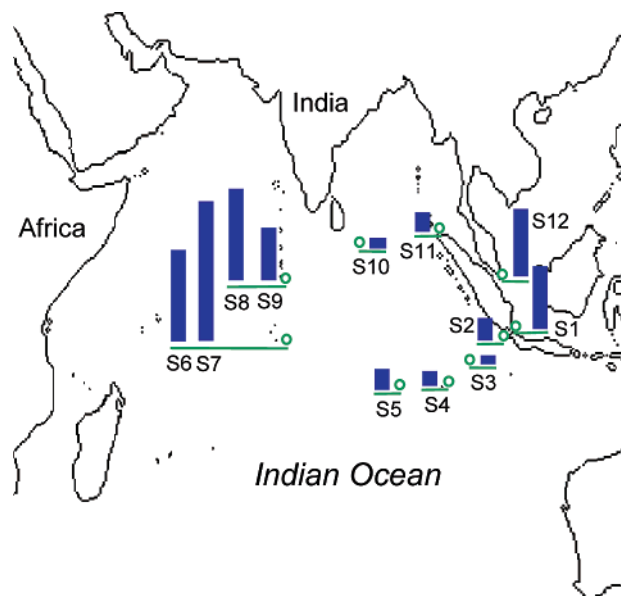 India
Africa
S12
S11
S10
S8 S9
S2
S1
S6 S7
S3
S5 S4
Indian Ocean